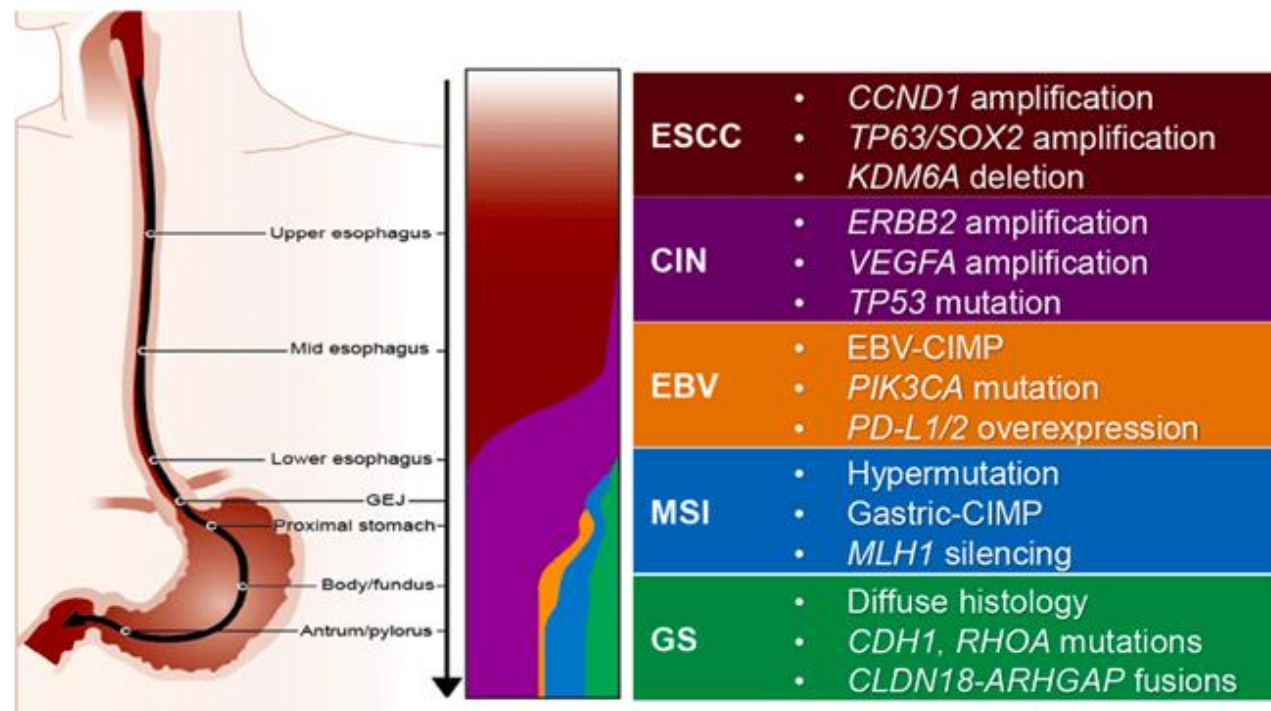 Upper esophagus
Mid esophagus
Lower esophagus
GEJ
Proximal stomach
Body/fundus
Antrum/pylorus
ESCC
• CCND1 amplification
• TP63/SOX2 amplification
• KDM6A deletion
CIN
• ERBB2 amplification
• VEGFA amplification
• TP53 mutation
EBV
• EBV-CIMP
• PIK3CA mutation
• PD-L1/2 overexpression
MSI
• Hypermutation
• Gastric-CIMP
• MLH1 silencing
GS
• Diffuse histology
• CDH1, RHOA mutations
• CLDN18-ARHGAP fusions